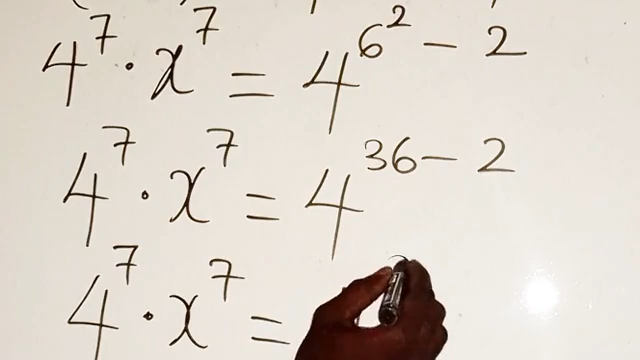 4⁷ · x⁷ = 4^(6² − 2)
4⁷ · x⁷ = 4^(36 − 2)
4⁷ · x⁷ =